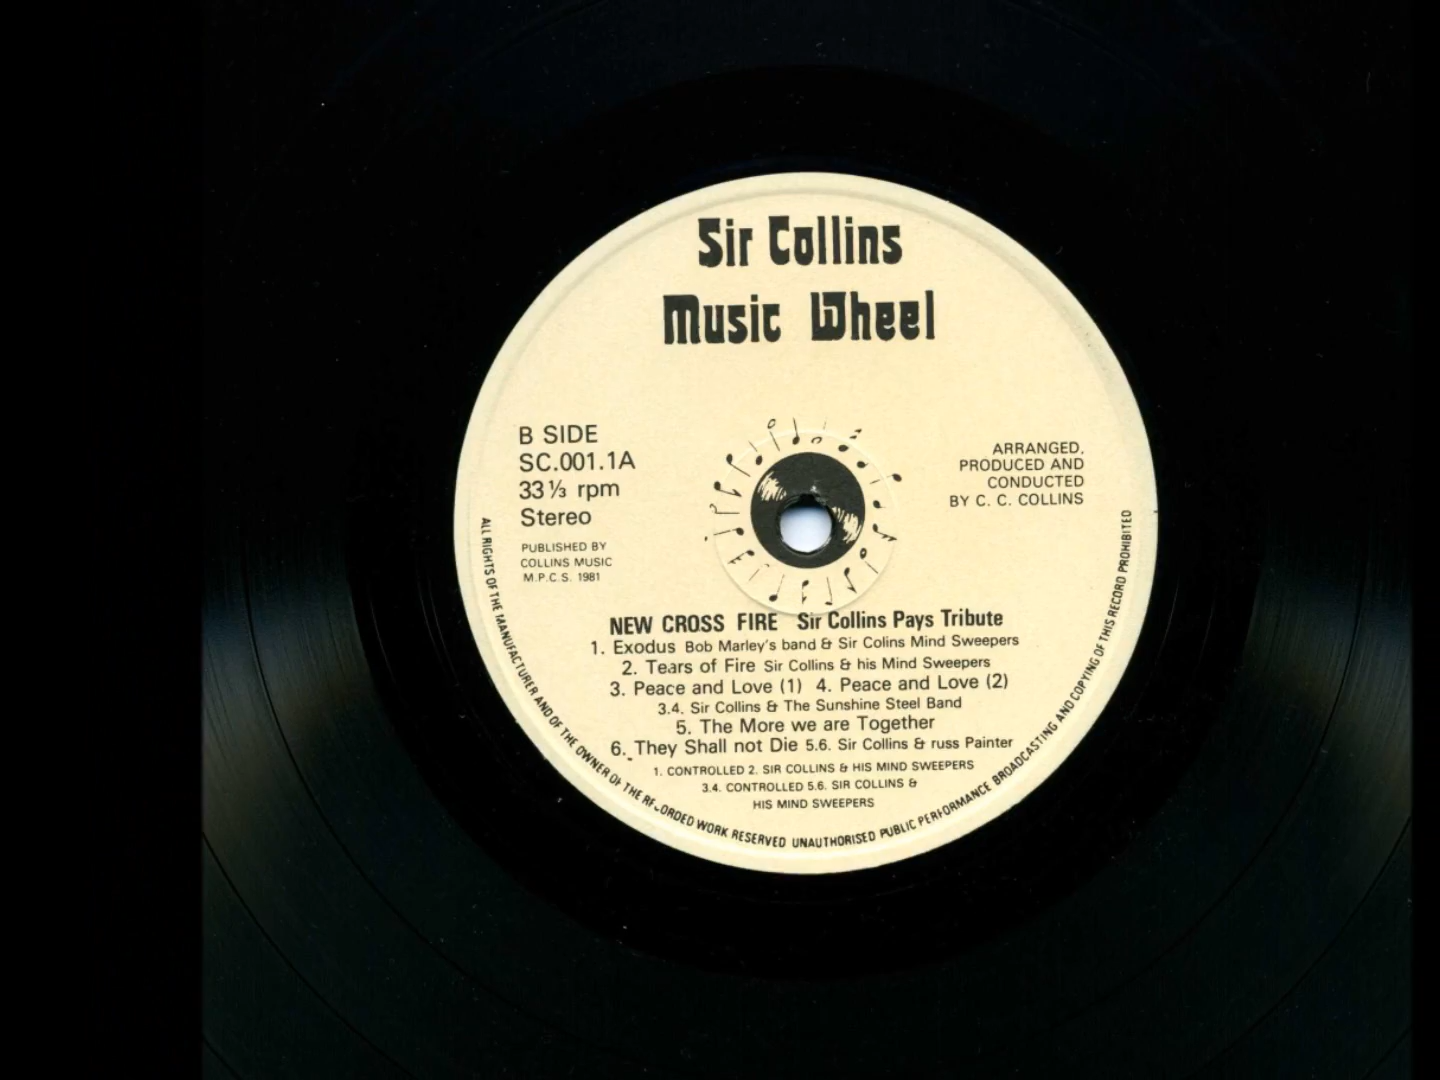 Sir Collins
Music Wheel
B SIDE
SC.001.1A
33⅓ rpm
Stereo
PUBLISHED BY
COLLINS MUSIC
M.P.C.S. 1981
ARRANGED,
PRODUCED AND
CONDUCTED
BY C. C. COLLINS
NEW CROSS FIRE Sir Collins Pays Tribute
1. Exodus Bob Marley's band & Sir Colins Mind Sweepers
2. Tears of Fire Sir Collins & his Mind Sweepers
3. Peace and Love (1) 4. Peace and Love (2)
3.4. Sir Collins & The Sunshine Steel Band
5. The More we are Together
6. They Shall not Die 5.6. Sir Collins & russ Painter
1. CONTROLLED 2. SIR COLLINS & HIS MIND SWEEPERS
3.4. CONTROLLED 5.6. SIR COLLINS &
HIS MIND SWEEPERS
ALL RIGHTS OF THE MANUFACTURER AND OF THE OWNER OF THE RECORDED WORK RESERVED UNAUTHORISED PUBLIC PERFORMANCE BROADCASTING AND COPYING OF THIS RECORD PROHIBITED